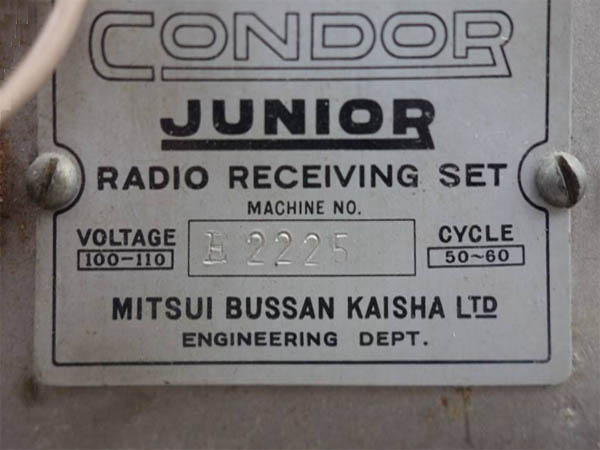 CONDOR
JUNIOR
RADIO RECEIVING SET
MACHINE NO.
VOLTAGE
100-110
E 2225
CYCLE
50~60
MITSUI BUSSAN KAISHA LTD
ENGINEERING DEPT.